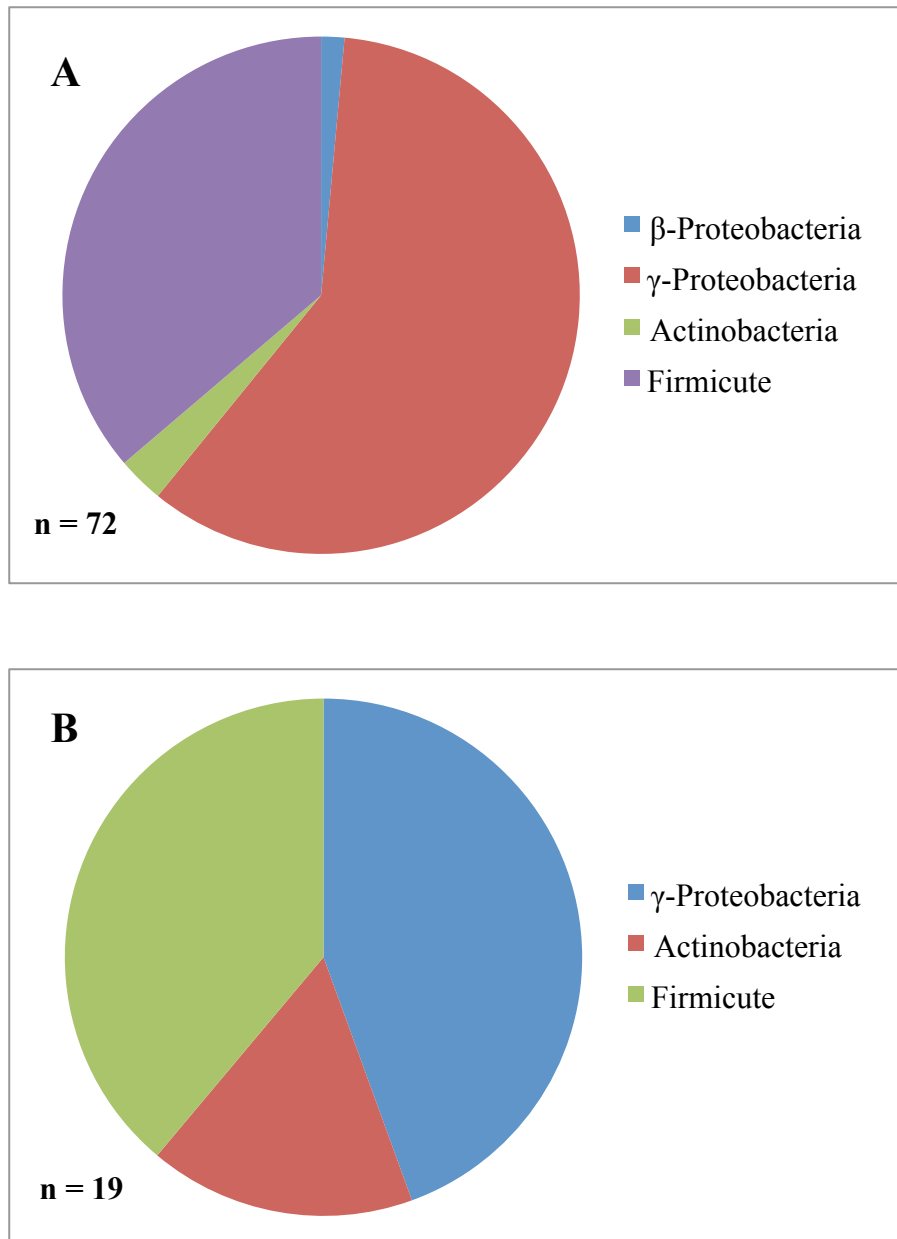 A
β-Proteobacteria
γ-Proteobacteria
Actinobacteria
Firmicute
n = 72
B
γ-Proteobacteria
Actinobacteria
Firmicute
n = 19